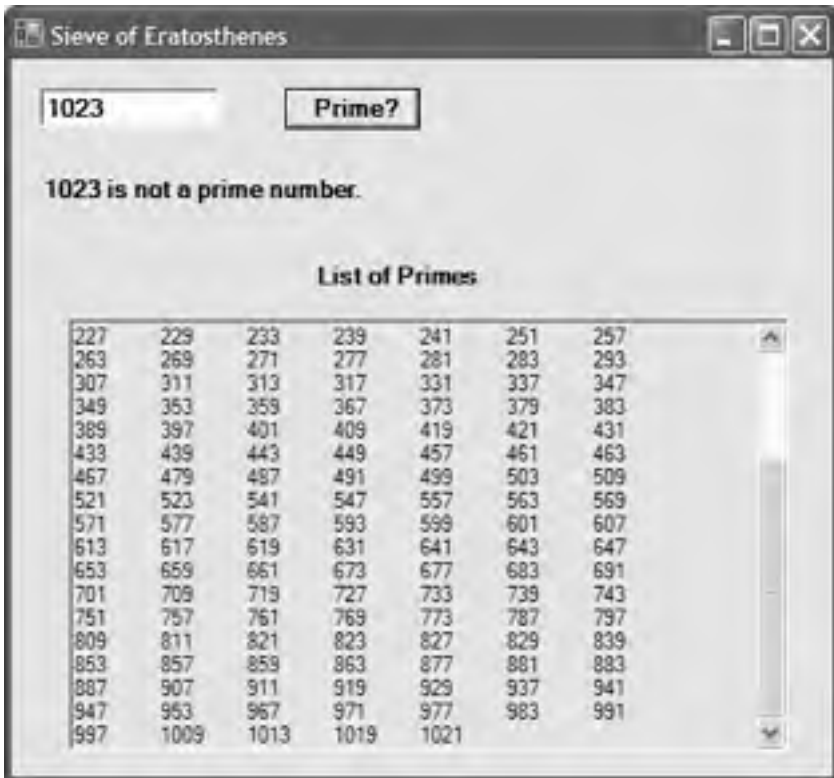 Sieve of Eratosthenes
1023 Prime?
1023 is not a prime number.
List of Primes
227 229 233 239 241 251 257
263 269 271 277 281 283 293
307 311 313 317 331 337 347
349 353 359 367 373 379 383
389 397 401 409 419 421 431
433 439 443 449 457 461 463
467 479 487 491 499 503 509
521 523 541 547 557 563 569
571 577 587 593 599 601 607
613 617 619 631 641 643 647
653 659 661 673 677 683 691
701 709 719 727 733 739 743
751 757 761 769 773 787 797
809 811 821 823 827 829 839
853 857 859 863 877 881 883
887 907 911 919 929 937 941
947 953 967 971 977 983 991
997 1009 1013 1019 1021